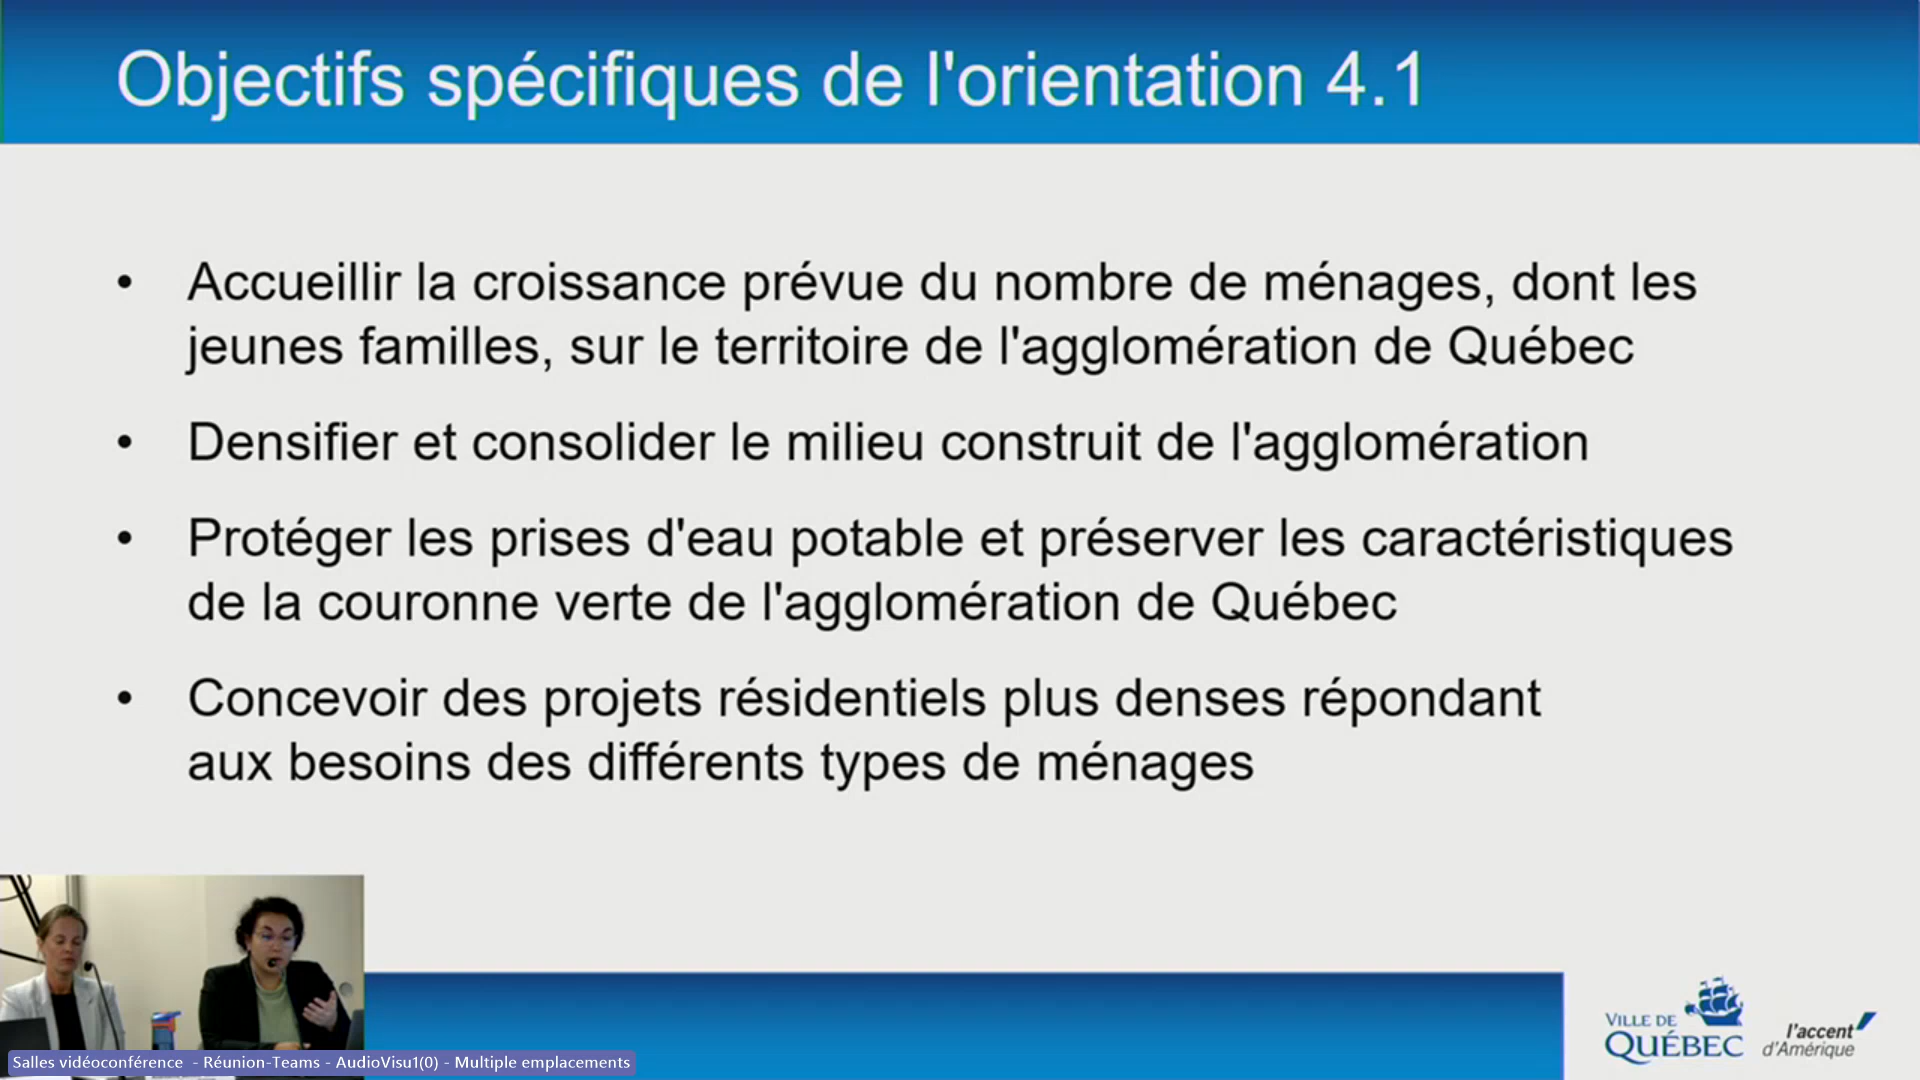 Objectifs spécifiques de l'orientation 4.1
• Accueillir la croissance prévue du nombre de ménages, dont les
jeunes familles, sur le territoire de l'agglomération de Québec
• Densifier et consolider le milieu construit de l'agglomération
• Protéger les prises d'eau potable et préserver les caractéristiques
de la couronne verte de l'agglomération de Québec
• Concevoir des projets résidentiels plus denses répondant
aux besoins des différents types de ménages
Salles vidéoconférence - Réunion-Teams - AudioVisu1(0) - Multiple emplacements
VILLE DE
QUÉBEC
l'accent
d'Amérique